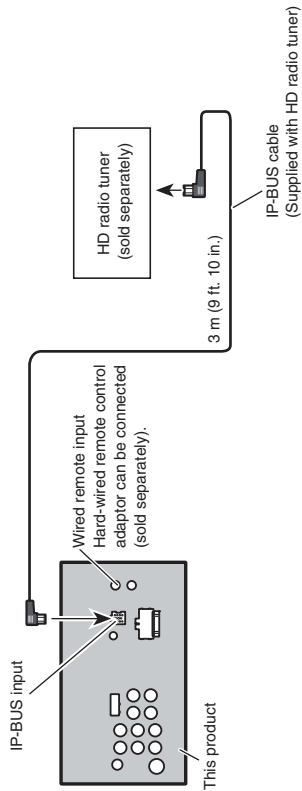 IP-BUS input
Wired remote input
Hard-wired remote control
adaptor can be connected
(sold separately).
This product
HD radio tuner
(sold separately)
3 m (9 ft. 10 in.)
IP-BUS cable
(Supplied with HD radio tuner)